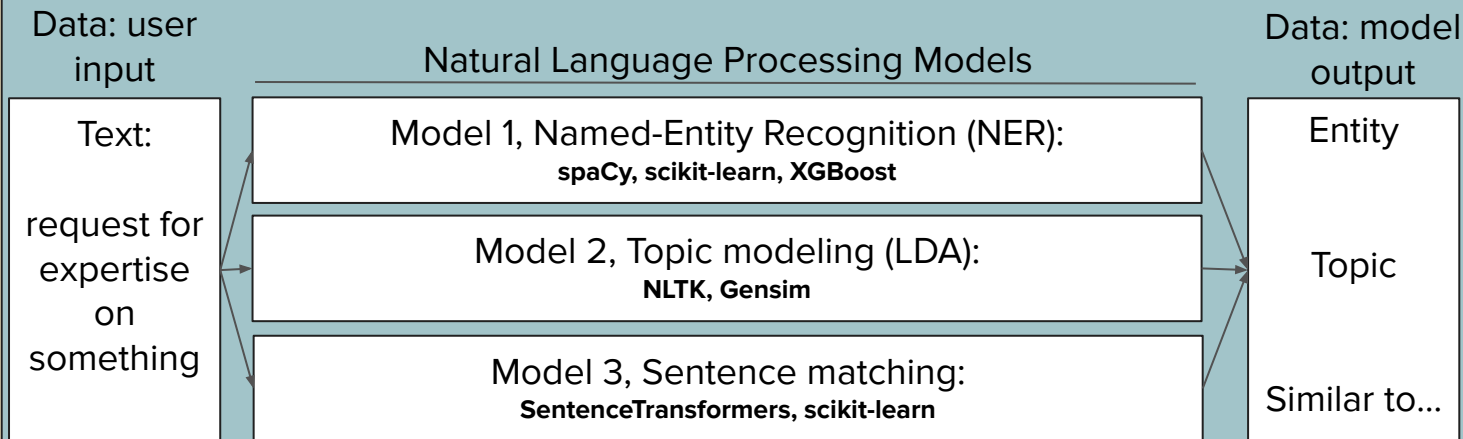 Data: user
input
Natural Language Processing Models
Data: model
output
Text:
request for
expertise
on
something
Model 1, Named-Entity Recognition (NER):
spaCy, scikit-learn, XGBoost
Model 2, Topic modeling (LDA):
NLTK, Gensim
Model 3, Sentence matching:
SentenceTransformers, scikit-learn
Entity
Topic
Similar to...